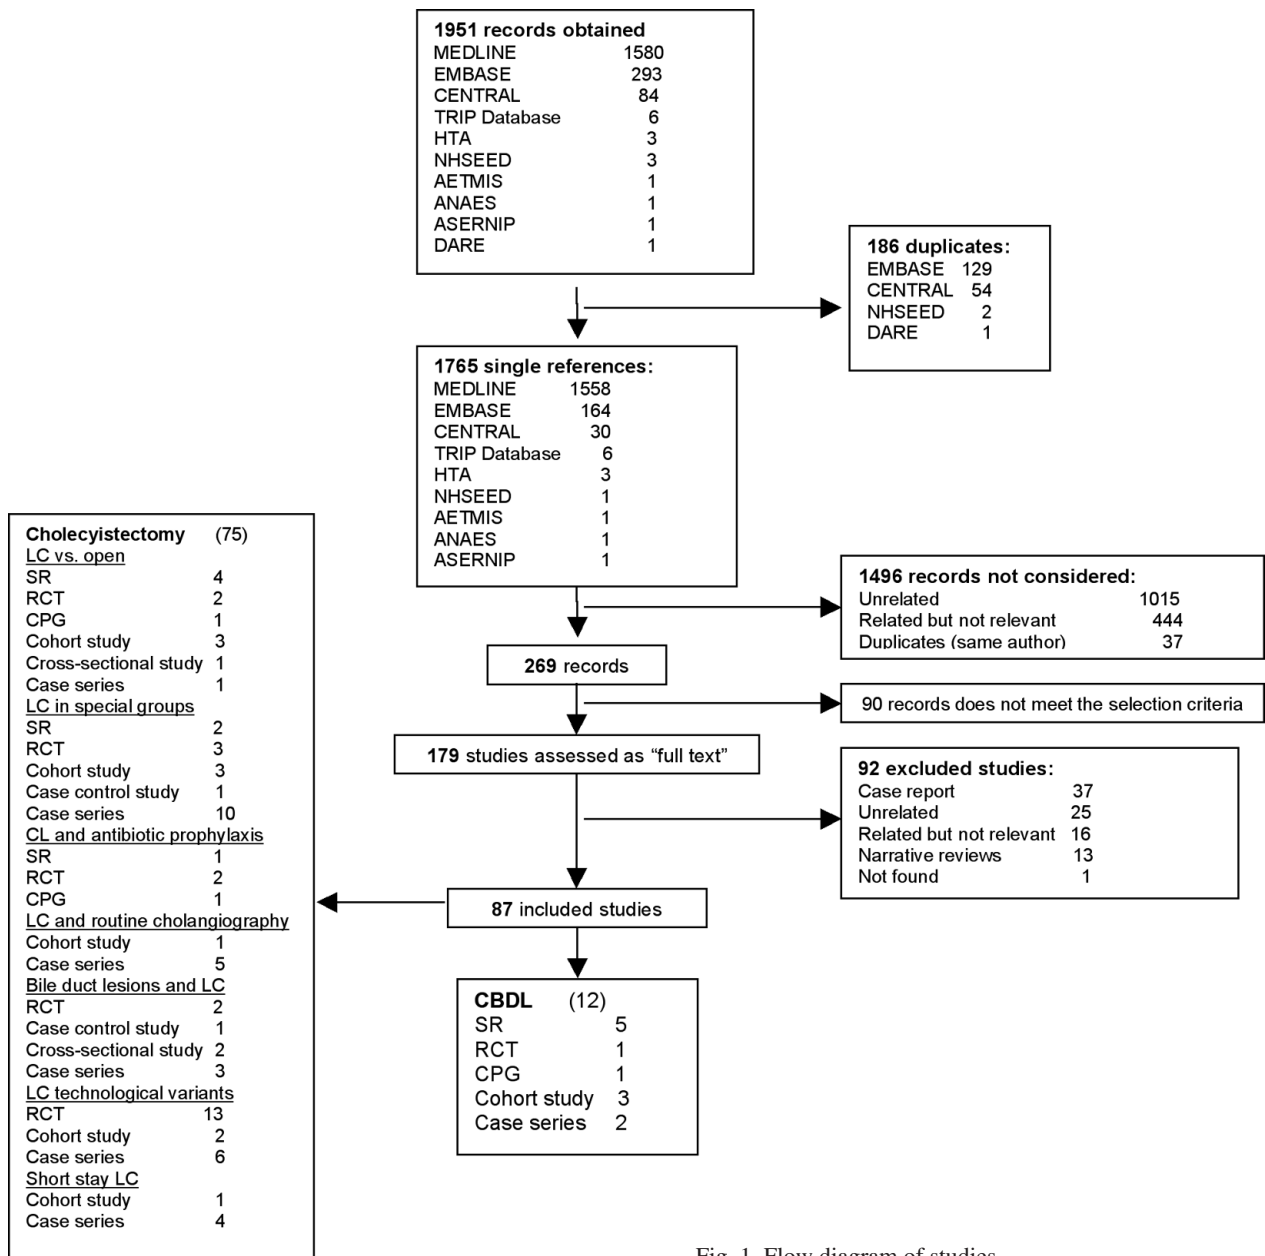 1951 records obtained
MEDLINE 1580
EMBASE 293
CENTRAL 84
TRIP Database 6
HTA 3
NHSEED 3
AETMIS 1
ANAES 1
ASERNIP 1
DARE 1
186 duplicates:
EMBASE 129
CENTRAL 54
NHSEED 2
DARE 1
1765 single references:
MEDLINE 1558
EMBASE 164
CENTRAL 30
TRIP Database 6
HTA 3
NHSEED 1
AETMIS 1
ANAES 1
ASERNIP 1
1496 records not considered:
Unrelated 1015
Related but not relevant 444
Duplicates (same author) 37
269 records
90 records does not meet the selection criteria
179 studies assessed as “full text”
92 excluded studies:
Case report 37
Unrelated 25
Related but not relevant 16
Narrative reviews 13
Not found 1
87 included studies
Cholecyistectomy (75)
LC vs. open
SR 4
RCT 2
CPG 1
Cohort study 3
Cross-sectional study 1
Case series 1
LC in special groups
SR 2
RCT 3
Cohort study 3
Case control study 1
Case series 10
CL and antibiotic prophylaxis
SR 1
RCT 2
CPG 1
LC and routine cholangiography
Cohort study 1
Case series 5
Bile duct lesions and LC
RCT 2
Case control study 1
Cross-sectional study 2
Case series 3
LC technological variants
RCT 13
Cohort study 2
Case series 6
Short stay LC
Cohort study 1
Case series 4
CBDL (12)
SR 5
RCT 1
CPG 1
Cohort study 3
Case series 2
Fig. 1. Flow diagram of studies